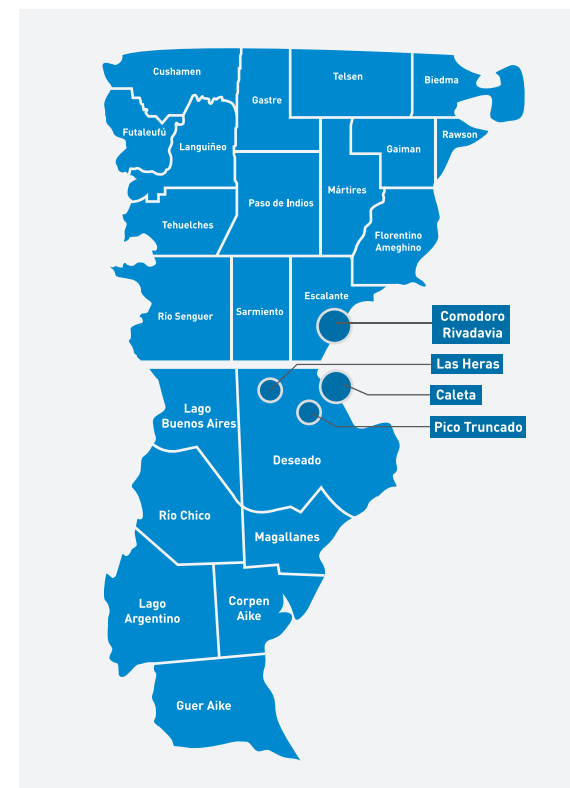 Cushamen
Telsen
Biedma
Gastre
Futaleufú
Languiñeo
Gaiman
Rawson
Paso de Indios
Mártires
Tehuelches
Florentino
Ameghino
Río Senguer
Sarmiento
Escalante
Comodoro
Rivadavia
Las Heras
Caleta
Pico Truncado
Lago
Buenos Aires
Deseado
Río Chico
Magallanes
Lago
Argentino
Corpen
Aike
Guer Aike